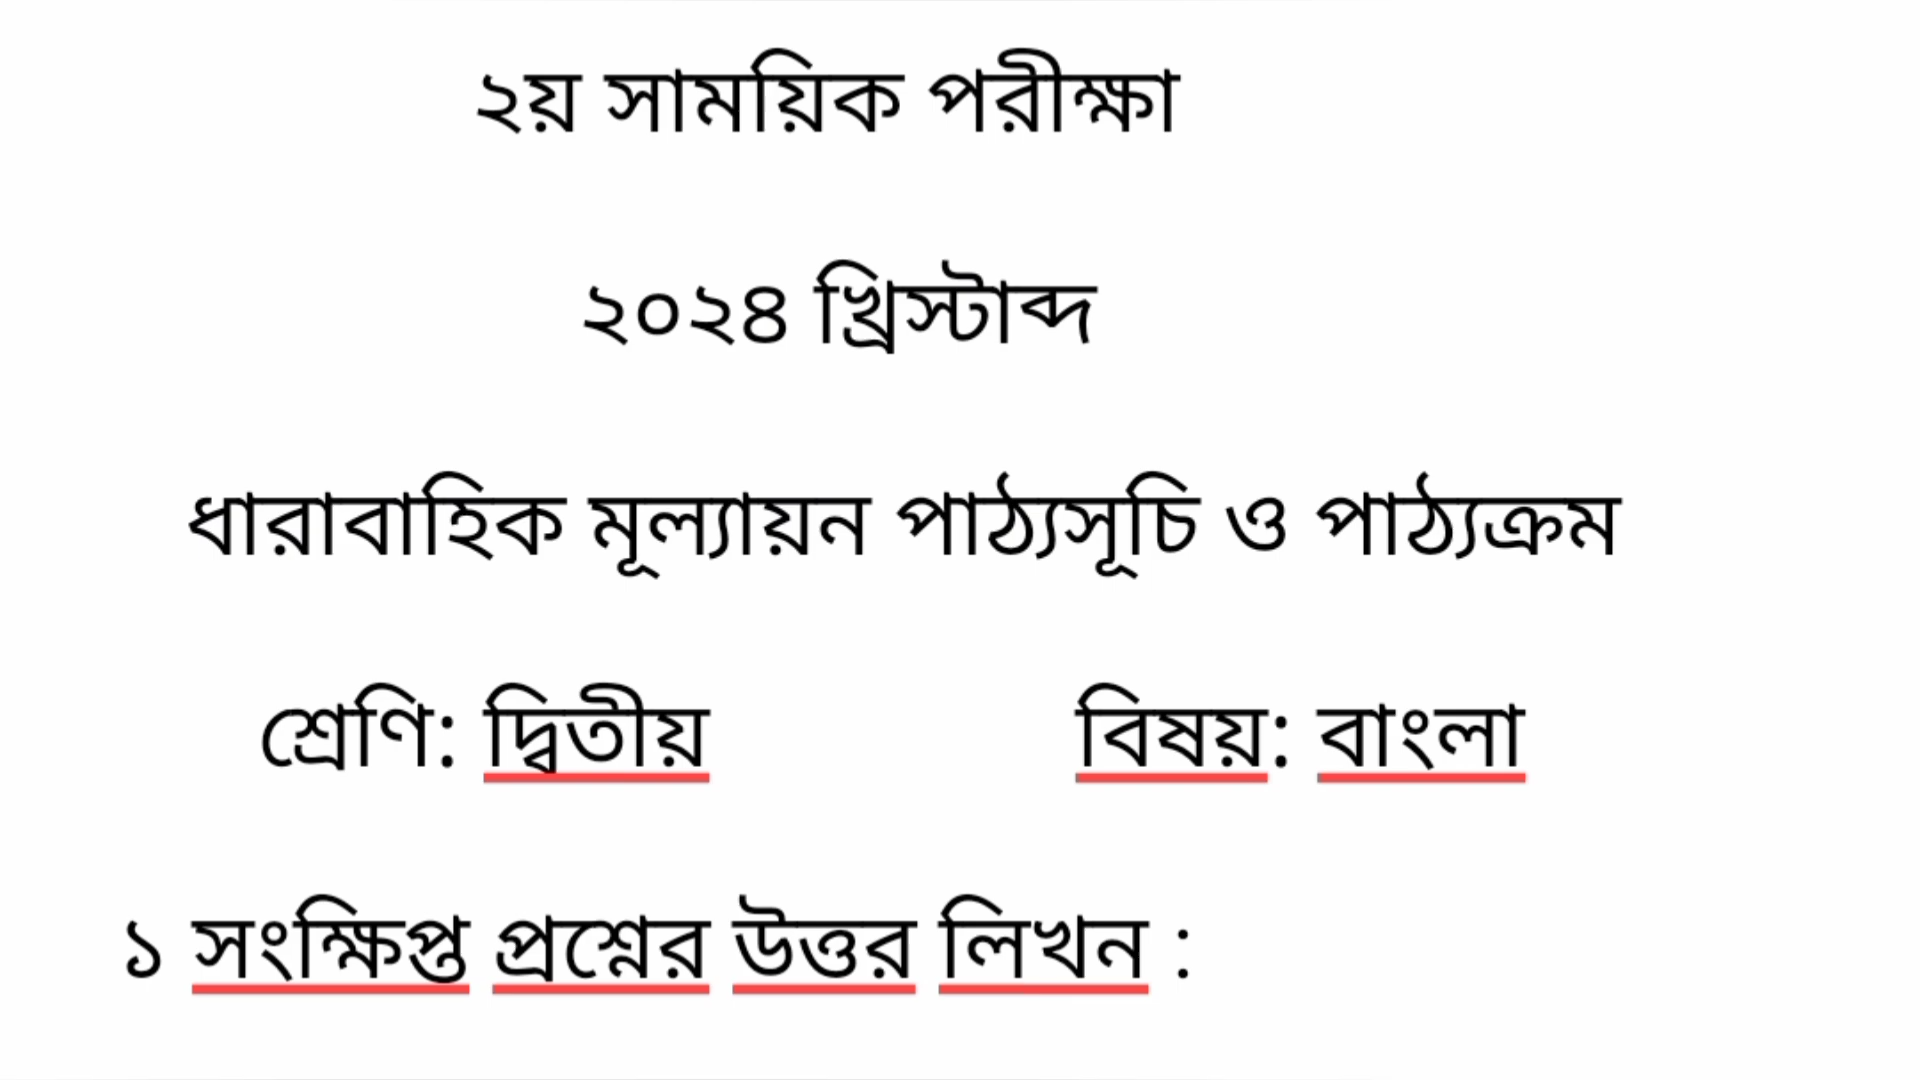 ২য় সাময়িক পরীক্ষা
২০২৪ খ্রিস্টাব্দ
ধারাবাহিক মূল্যায়ন পাঠ্যসূচি ও পাঠ্যক্রম
শ্রেণি: দ্বিতীয় বিষয়: বাংলা
১ সংক্ষিপ্ত প্রশ্নের উত্তর লিখন :